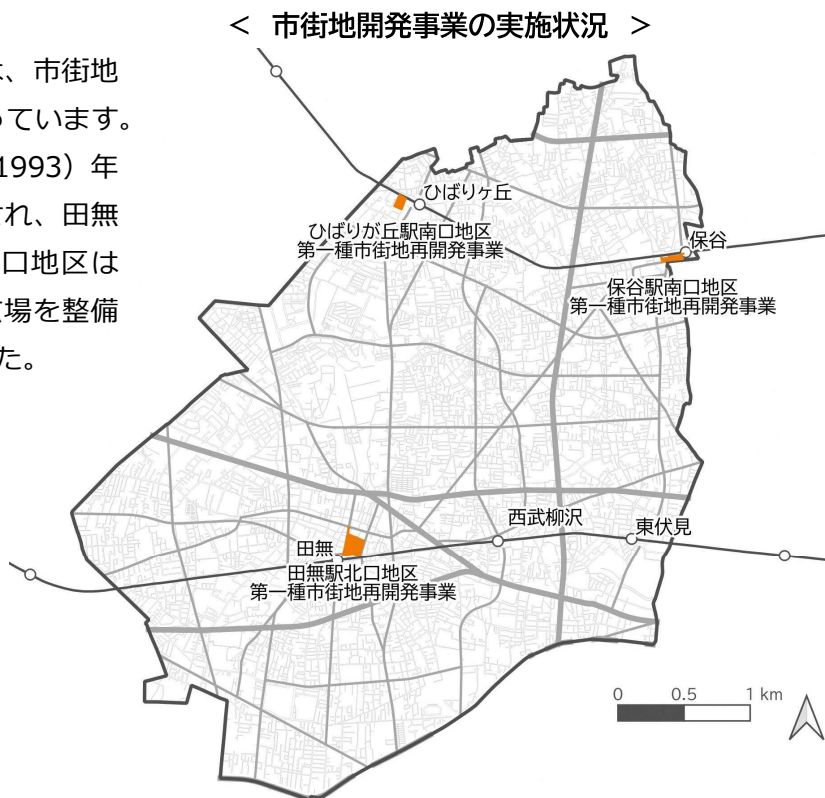 < 市街地開発事業の実施状況 >
は、市街地
っています。
1993）年
され、田無
口地区は
広場を整備
た。
ひばりヶ丘
ひばりが丘駅南口地区
第一種市街地再開発事業
保谷
保谷駅南口地区
第一種市街地再開発事業
西武柳沢
東伏見
田無
田無駅北口地区
第一種市街地再開発事業
0 0.5 1 km